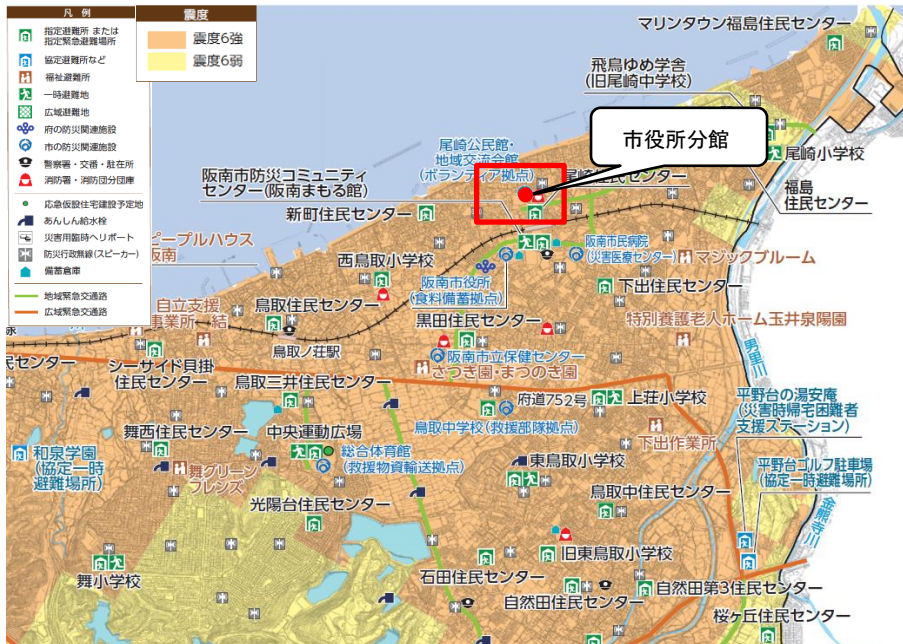 凡例
指定避難所 または
指定緊急避難場所
協定避難所など
福祉避難所
一時避難地
広域避難地
府の防災関連施設
市の防災関連施設
警察署・交番・駐在所
消防署・消防団分団庫
応急仮設住宅建設予定地
あんしん給水栓
災害用臨時ヘリポート
防災行政無線(スピーカー)
備蓄倉庫
地域緊急交通路
広域緊急交通路
震度
震度6強
震度6弱
マリンタウン福島住民センター
飛鳥ゆめ学舎
(旧尾崎中学校)
市役所分館
尾崎公民館・
地域交流会館
(ボランティア拠点)
尾崎住民センター
尾崎小学校
福島
住民センター
阪南市防災コミュニティ
センター(阪南まもる館)
新町住民センター
ピープルハウス
阪南
西鳥取小学校
阪南市民病院
(災害医療センター)
マジックブルーム
阪南市役所
(食料備蓄拠点)
下出住民センター
自立支援
事業所 結
鳥取住民センター
黒田住民センター
特別養護老人ホーム玉井泉陽園
鳥取ノ荘駅
男里川
民センター
シーサイド貝掛
住民センター
阪南市立保健センター
さつき園・まつのき園
鳥取三井住民センター
府道752号
上荘小学校
平野台の湯安庵
(災害時帰宅困難者
支援ステーション)
舞西住民センター
中央運動広場
鳥取中学校(救援部隊拠点)
下出作業所
和泉学園
(協定一時
避難場所)
舞グリーン
フレンズ
総合体育館
(救援物資輸送拠点)
東鳥取小学校
平野台ゴルフ駐車場
(協定一時避難場所)
光陽台住民センター
鳥取中住民センター
金熊寺川
舞小学校
石田住民センター
旧東鳥取小学校
自然田住民センター
自然田第3住民センター
桜ヶ丘住民センター